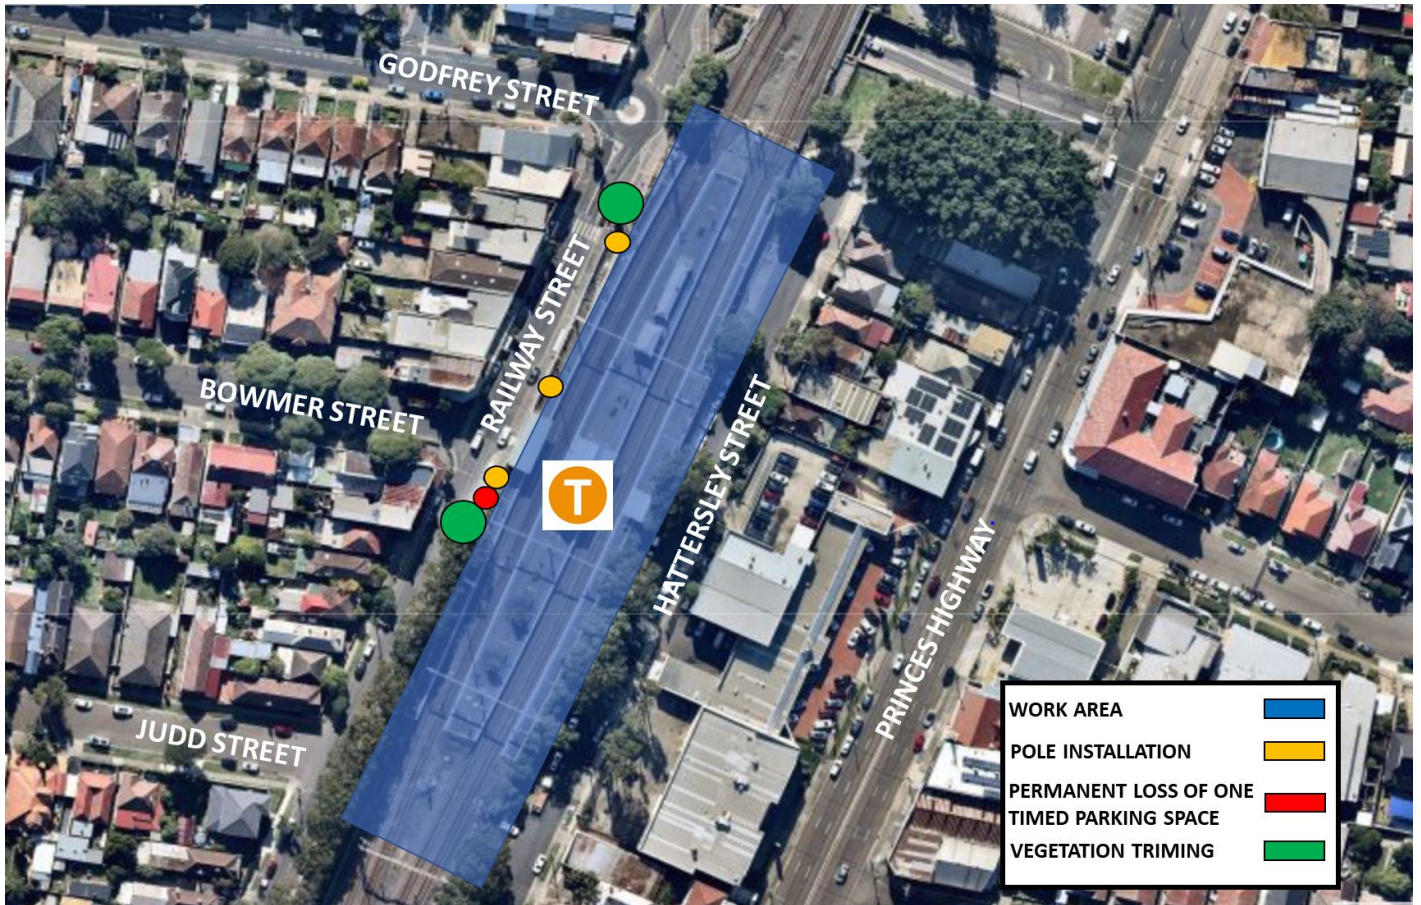 GODFREY STREET
RAILWAY STREET
BOWMER STREET
HATTERSLEY STREET
T
PRINCES HIGHWAY
JUDD STREET
WORK AREA
POLE INSTALLATION
PERMANENT LOSS OF ONE
TIMED PARKING SPACE
VEGETATION TRIMING